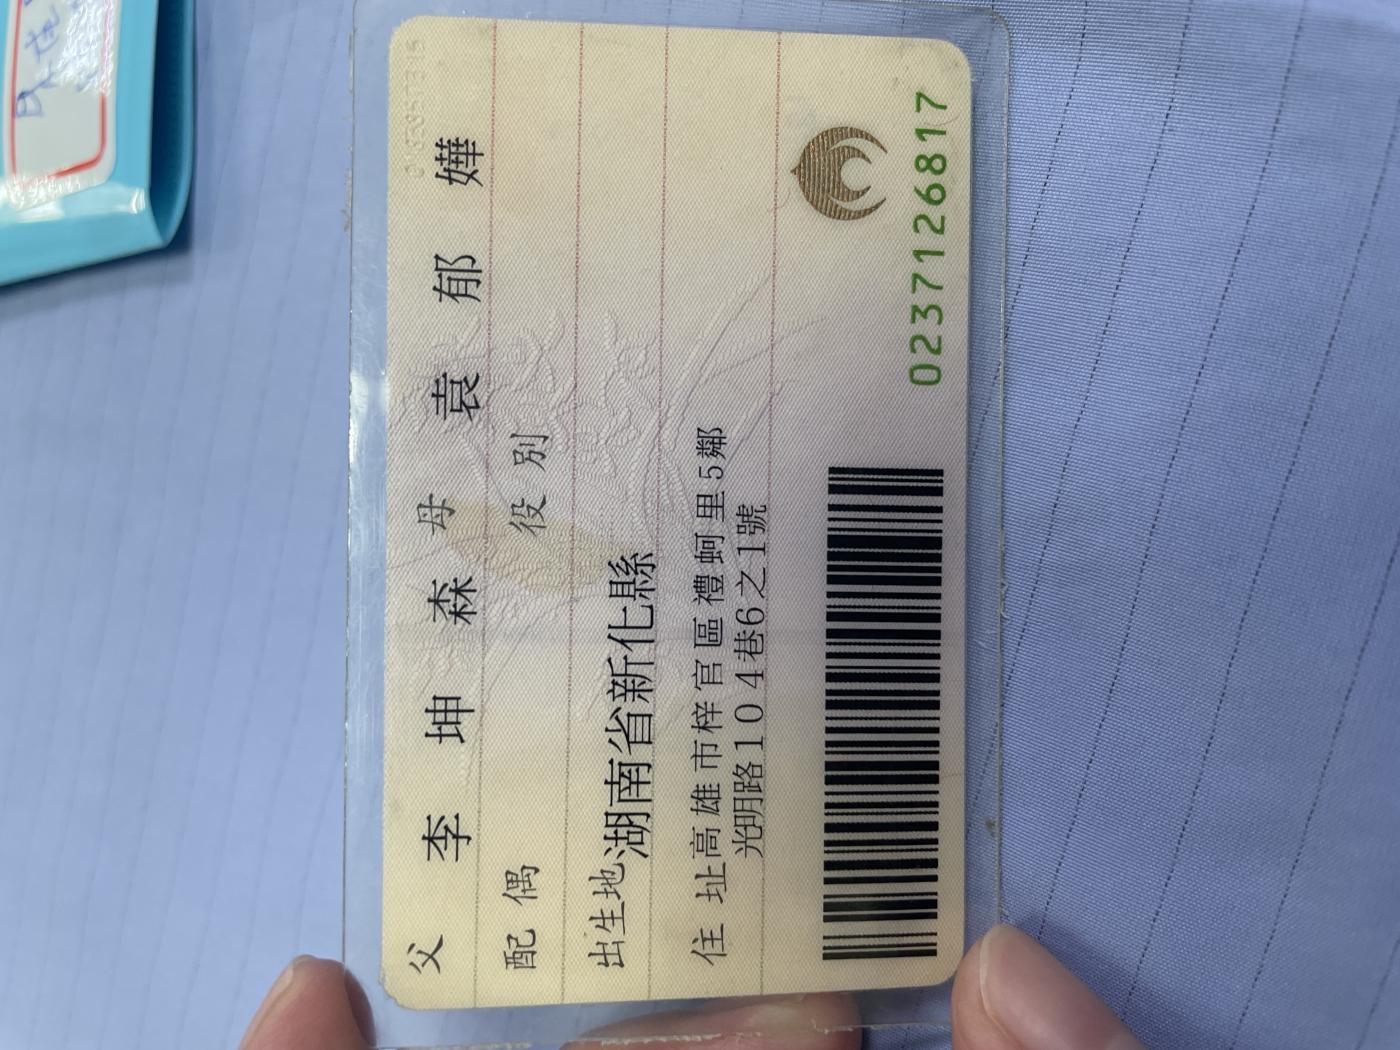 父 李坤森 母 袁郁嬅
配偶 役別
出生地 湖南省新化縣
住址 高雄市梓官區禮蚵里5鄰
光明路104巷6之1號
0237126817